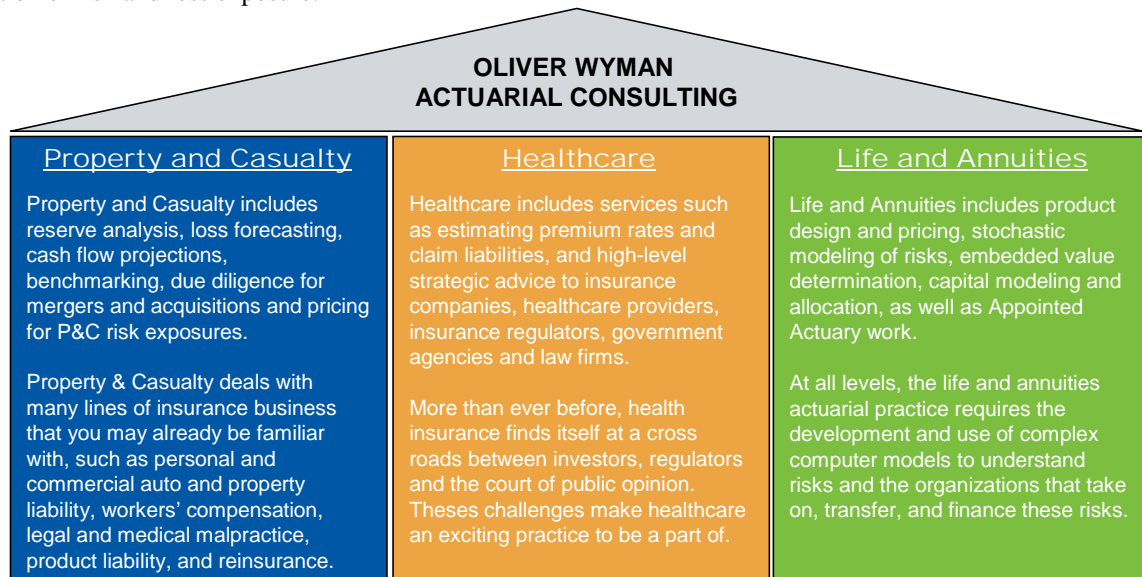 OLIVER WYMAN
ACTUARIAL CONSULTING
Property and Casualty
Property and Casualty includes
reserve analysis, loss forecasting,
cash flow projections,
benchmarking, due diligence for
mergers and acquisitions and pricing
for P&C risk exposures.
Property & Casualty deals with
many lines of insurance business
that you may already be familiar
with, such as personal and
commercial auto and property
liability, workers' compensation,
legal and medical malpractice,
product liability, and reinsurance.
Healthcare
Healthcare includes services such
as estimating premium rates and
claim liabilities, and high-level
strategic advice to insurance
companies, healthcare providers,
insurance regulators, government
agencies and law firms.
More than ever before, health
insurance finds itself at a cross
roads between investors, regulators
and the court of public opinion.
Theses challenges make healthcare
an exciting practice to be a part of.
Life and Annuities
Life and Annuities includes product
design and pricing, stochastic
modeling of risks, embedded value
determination, capital modeling and
allocation, as well as Appointed
Actuary work.
At all levels, the life and annuities
actuarial practice requires the
development and use of complex
computer models to understand
risks and the organizations that take
on, transfer, and finance these risks.